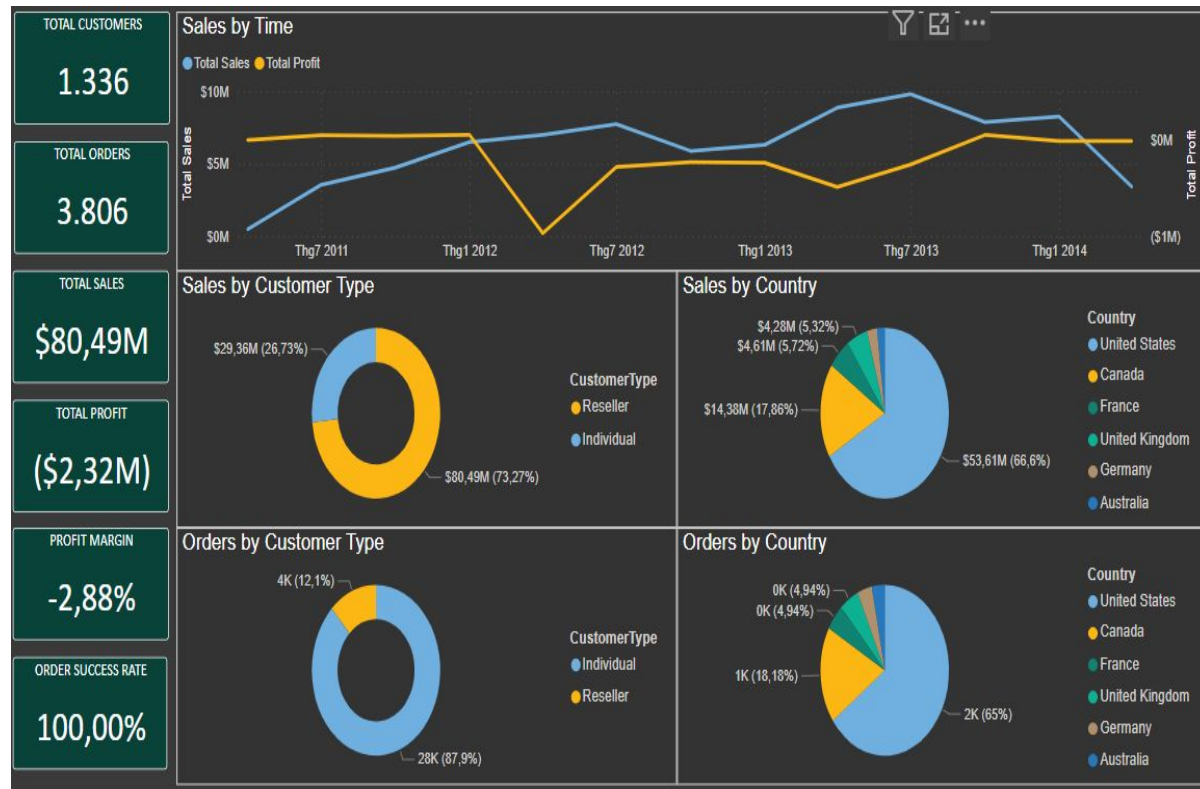 TOTAL CUSTOMERS
1.336
TOTAL ORDERS
3.806
TOTAL SALES
$80,49M
TOTAL PROFIT
($2,32M)
PROFIT MARGIN
-2,88%
ORDER SUCCESS RATE
100,00%
Sales by Time
Total Sales Total Profit
Total Sales
$10M
$5M
$0M
Thg7 2011 Thg1 2012 Thg7 2012 Thg1 2013 Thg7 2013 Thg1 2014
$0M
($1M)
Total Profit
Sales by Customer Type
$29,36M (26,73%)
$80,49M (73,27%)
CustomerType
Reseller
Individual
Sales by Country
$4,28M (5,32%)
$4,61M (5,72%)
$14,38M (17,86%)
$53,61M (66,6%)
Country
United States
Canada
France
United Kingdom
Germany
Australia
Orders by Customer Type
4K (12,1%)
28K (87,9%)
CustomerType
Individual
Reseller
Orders by Country
0K (4,94%)
0K (4,94%)
1K (18,18%)
2K (65%)
Country
United States
Canada
France
United Kingdom
Germany
Australia